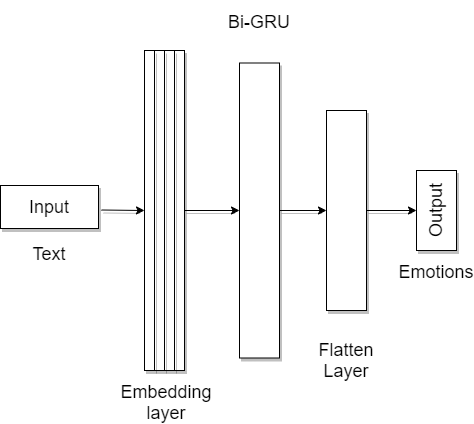 Bi-GRU
Input
Text
Embedding
layer
Flatten
Layer
Output
Emotions